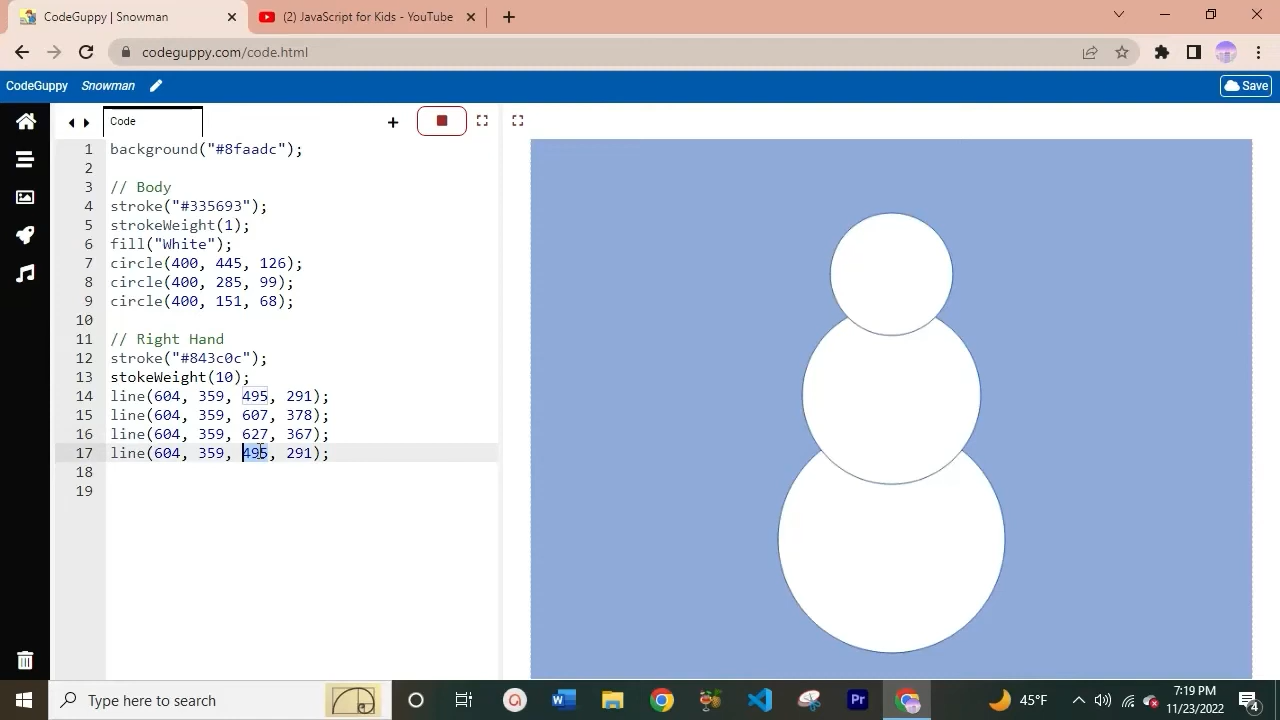 CodeGuppy | Snowman
(2) JavaScript for Kids - YouTube
codeguppy.com/code.html
CodeGuppy Snowman
Save
Code
1 background("#8faadc");
2
3 // Body
4 stroke("#335693");
5 strokeWeight(1);
6 fill("White");
7 circle(400, 445, 126);
8 circle(400, 285, 99);
9 circle(400, 151, 68);
10
11 // Right Hand
12 stroke("#843c0c");
13 stokeWeight(10);
14 line(604, 359, 495, 291);
15 line(604, 359, 607, 378);
16 line(604, 359, 627, 367);
17 line(604, 359, 495, 291);
18
19
Type here to search
W
Pr
45°F
7:19 PM
11/23/2022
4